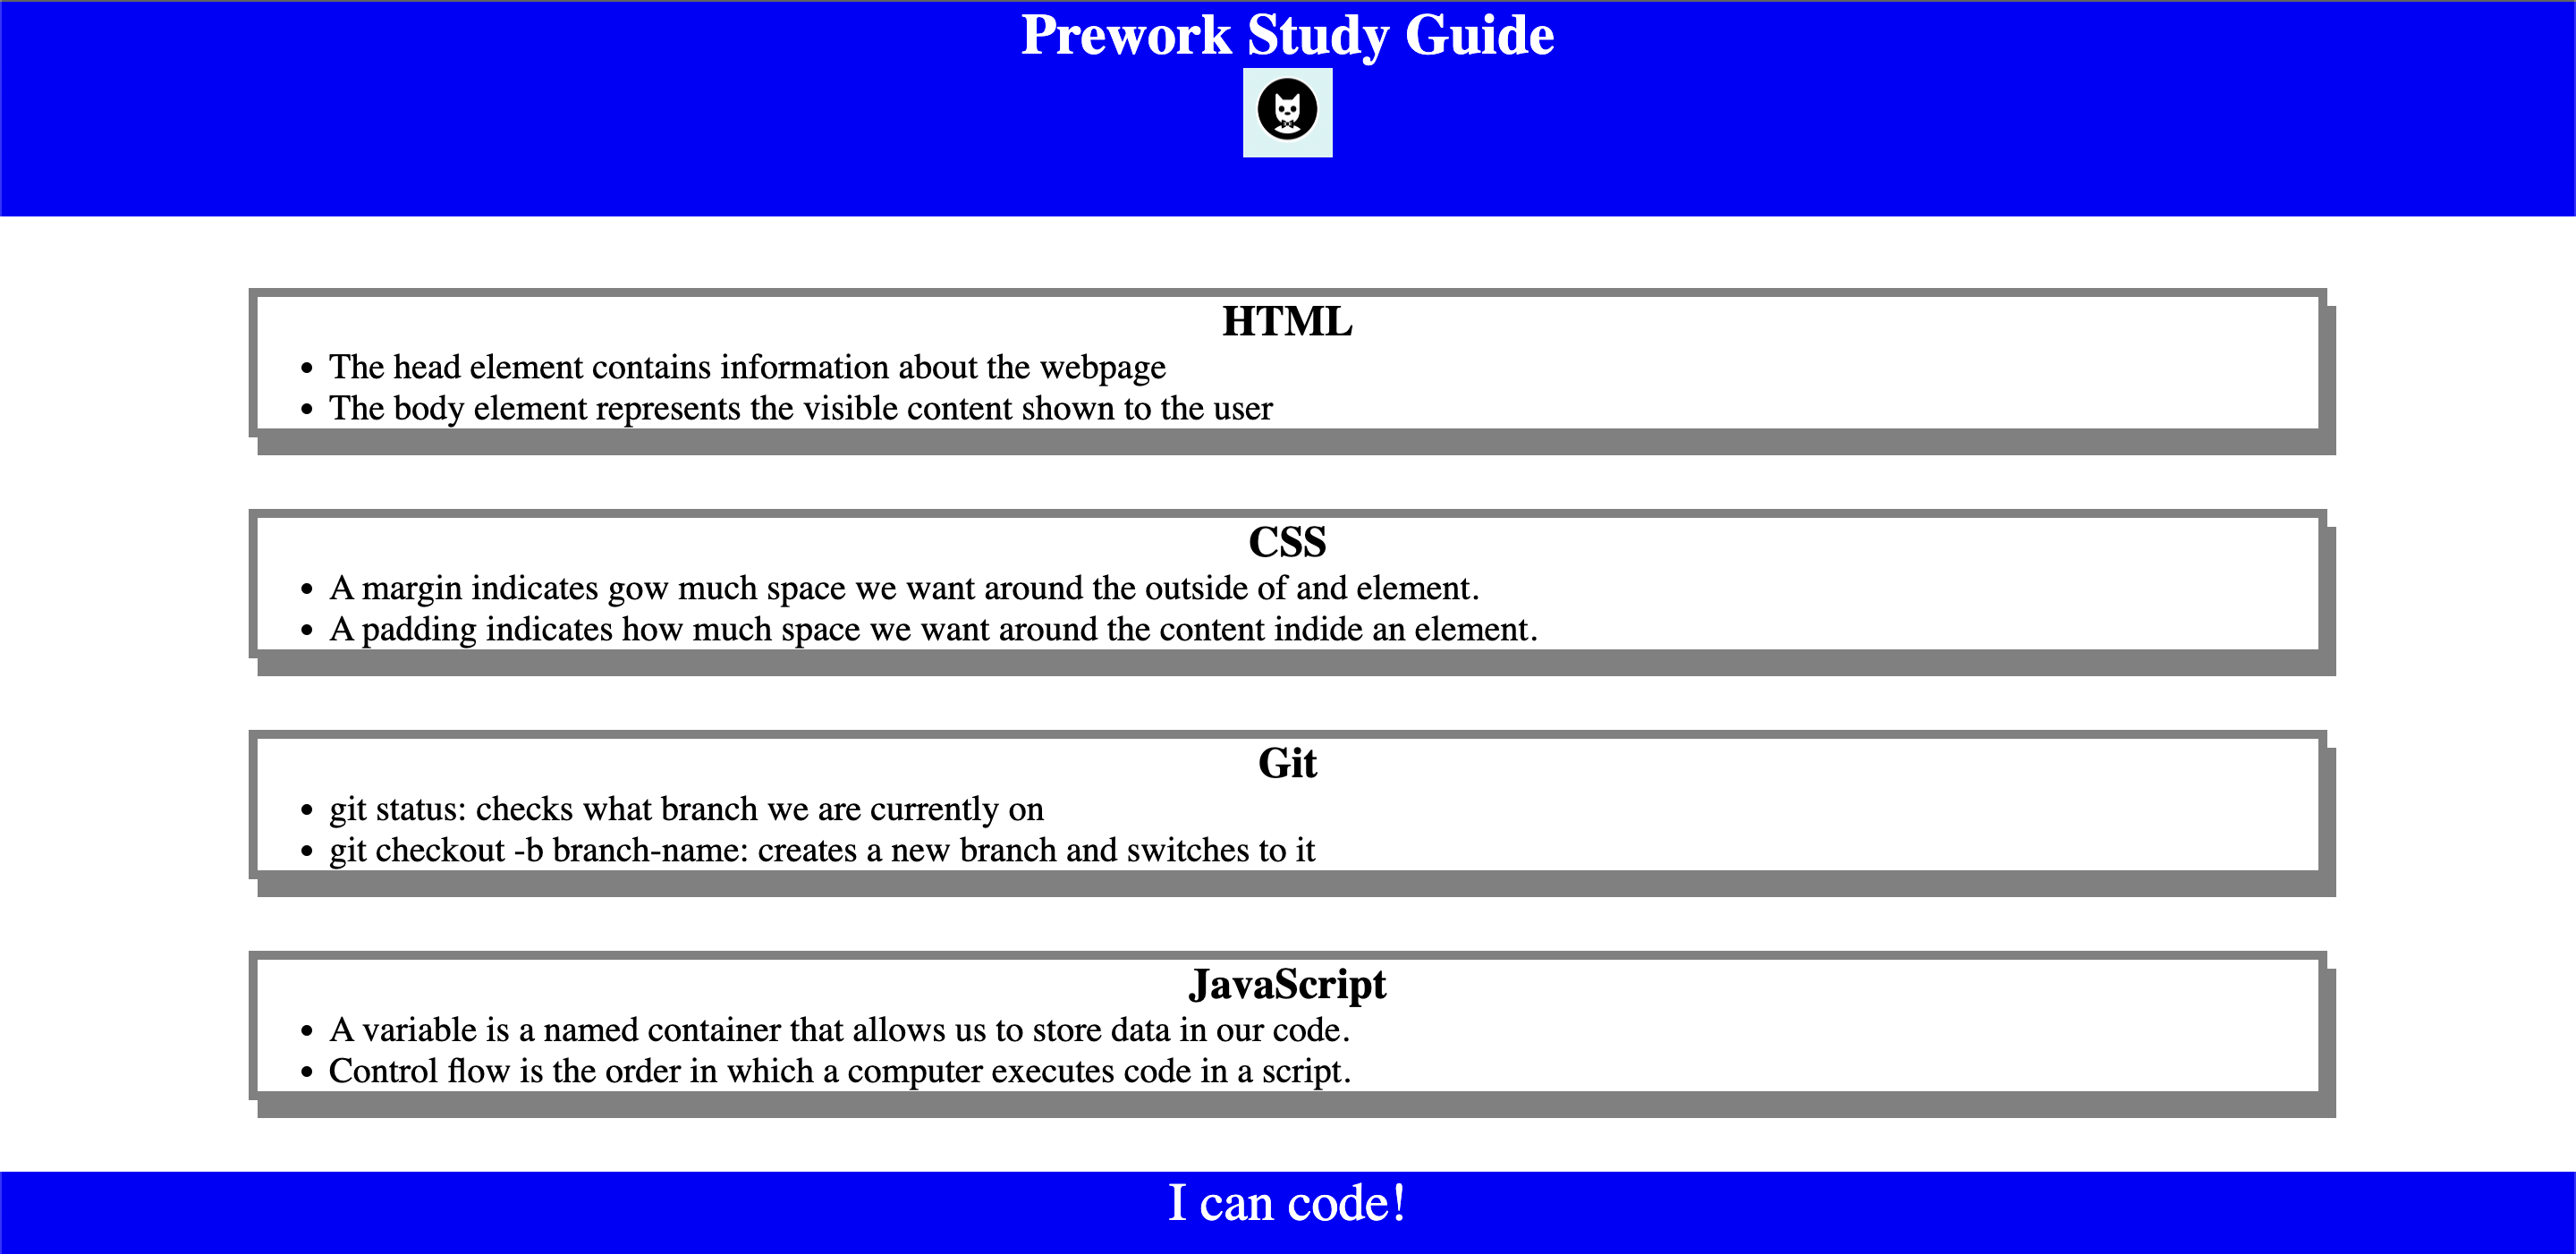 Prework Study Guide
HTML
• The head element contains information about the webpage
• The body element represents the visible content shown to the user
CSS
• A margin indicates gow much space we want around the outside of and element.
• A padding indicates how much space we want around the content indide an element.
Git
• git status: checks what branch we are currently on
• git checkout -b branch-name: creates a new branch and switches to it
JavaScript
• A variable is a named container that allows us to store data in our code.
• Control flow is the order in which a computer executes code in a script.
I can code!